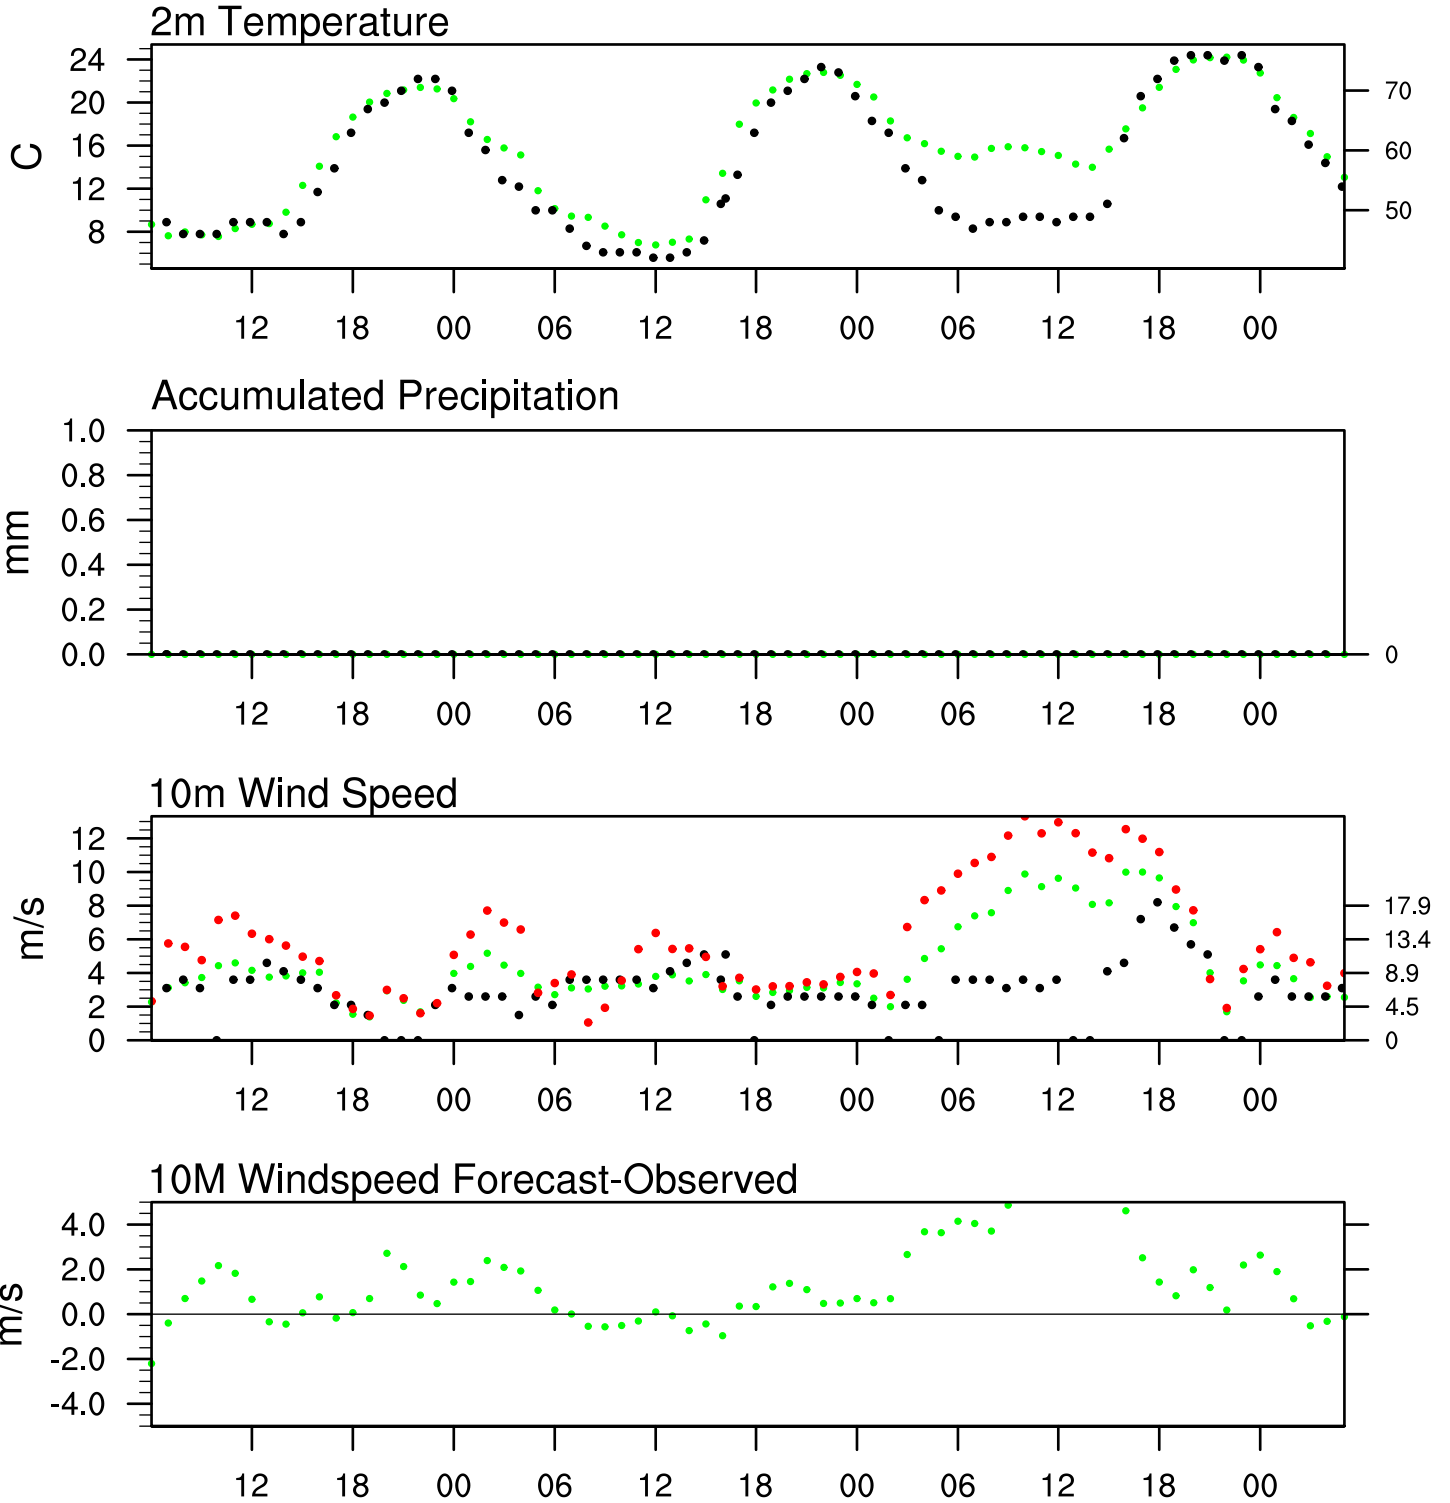 2m Temperature
C
24
20
16
12
8
70
60
50
12 18 00 06 12 18 00 06 12 18 00
Accumulated Precipitation
mm
1.0
0.8
0.6
0.4
0.2
0.0
0
12 18 00 06 12 18 00 06 12 18 00
10m Wind Speed
m/s
12
10
8
6
4
2
0
17.9
13.4
8.9
4.5
0
12 18 00 06 12 18 00 06 12 18 00
10M Windspeed Forecast-Observed
m/s
4.0
2.0
0.0
-2.0
-4.0
12 18 00 06 12 18 00 06 12 18 00